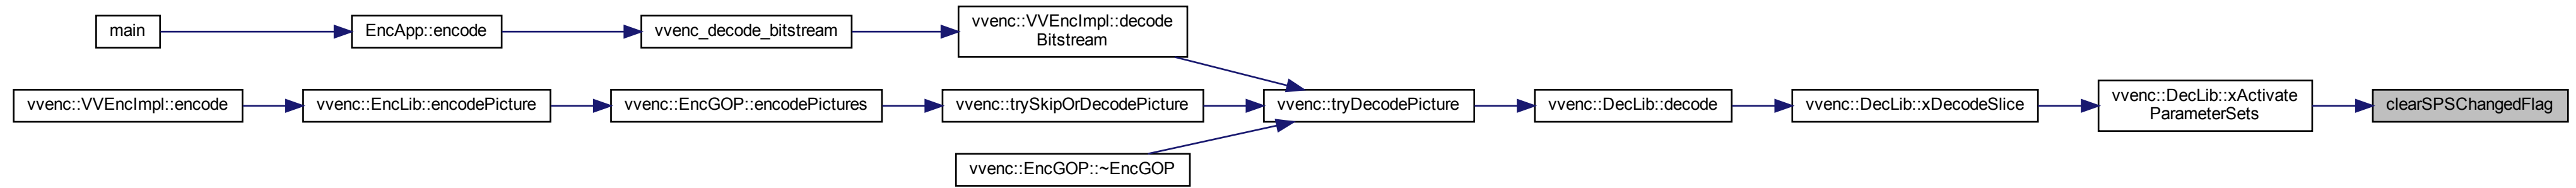 main
EncApp::encode
vvenc_decode_bitstream
vvenc::VVEncImpl::decode
Bitstream
vvenc::VVEncImpl::encode
vvenc::EncLib::encodePicture
vvenc::EncGOP::encodePictures
vvenc::trySkipOrDecodePicture
vvenc::tryDecodePicture
vvenc::DecLib::decode
vvenc::DecLib::xDecodeSlice
vvenc::DecLib::xActivate
ParameterSets
clearSPSChangedFlag
vvenc::EncGOP::~EncGOP